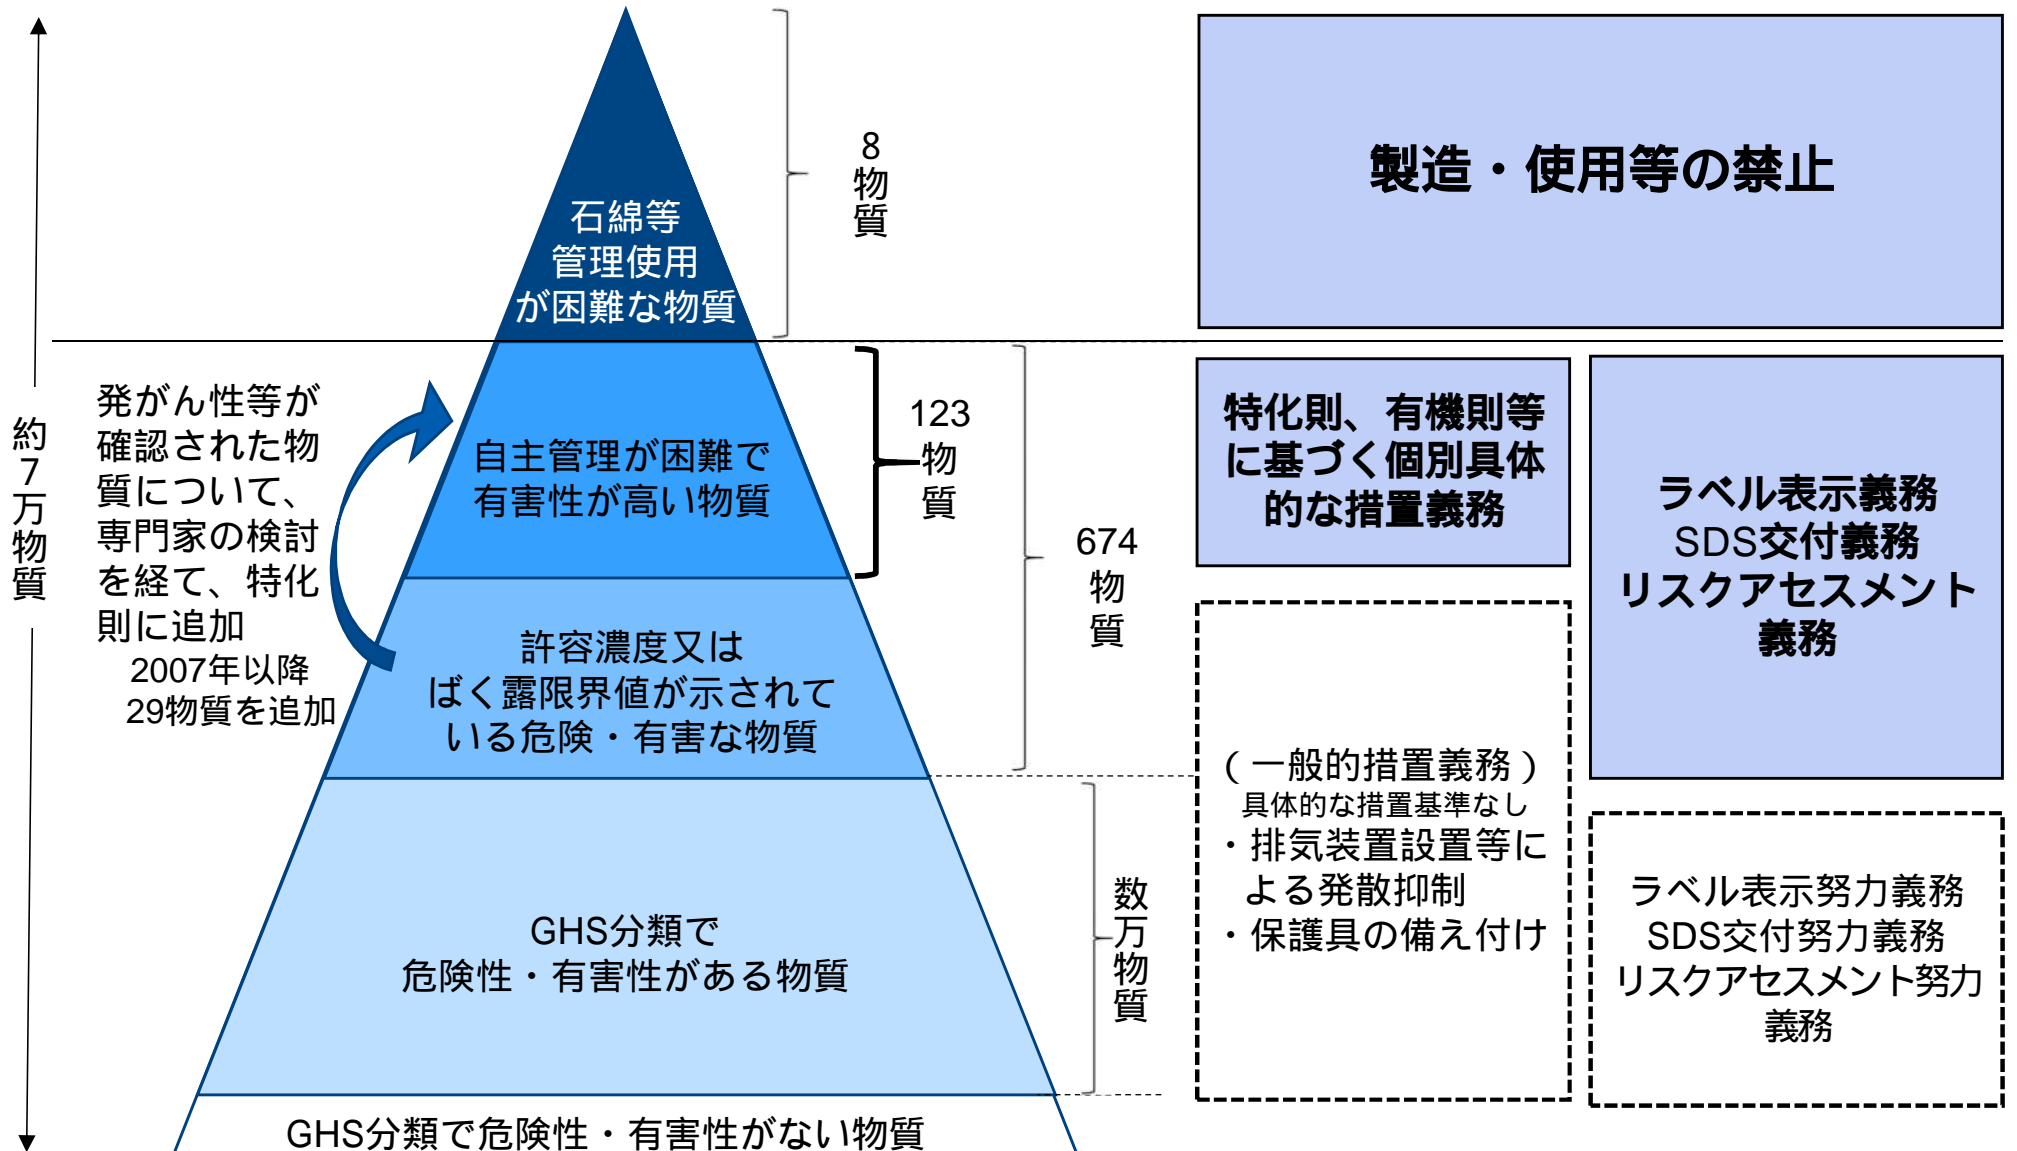 約7万物質
石綿等
管理使用
が困難な物質
8物質
製造・使用等の禁止
発がん性等が
確認された物
質について、
専門家の検討
を経て、特化
則に追加
2007年以降
29物質を追加
自主管理が困難で
有害性が高い物質
123物質
674物質
特化則、有機則等
に基づく個別具体
的な措置義務
ラベル表示義務
SDS交付義務
リスクアセスメント
義務
許容濃度又は
ばく露限界値が示されて
いる危険・有害な物質
(一般的措置義務)
具体的な措置基準なし
・排気装置設置等に
よる発散抑制
・保護具の備え付け
GHS分類で
危険性・有害性がある物質
数万物質
ラベル表示努力義務
SDS交付努力義務
リスクアセスメント努力
義務
GHS分類で危険性・有害性がない物質